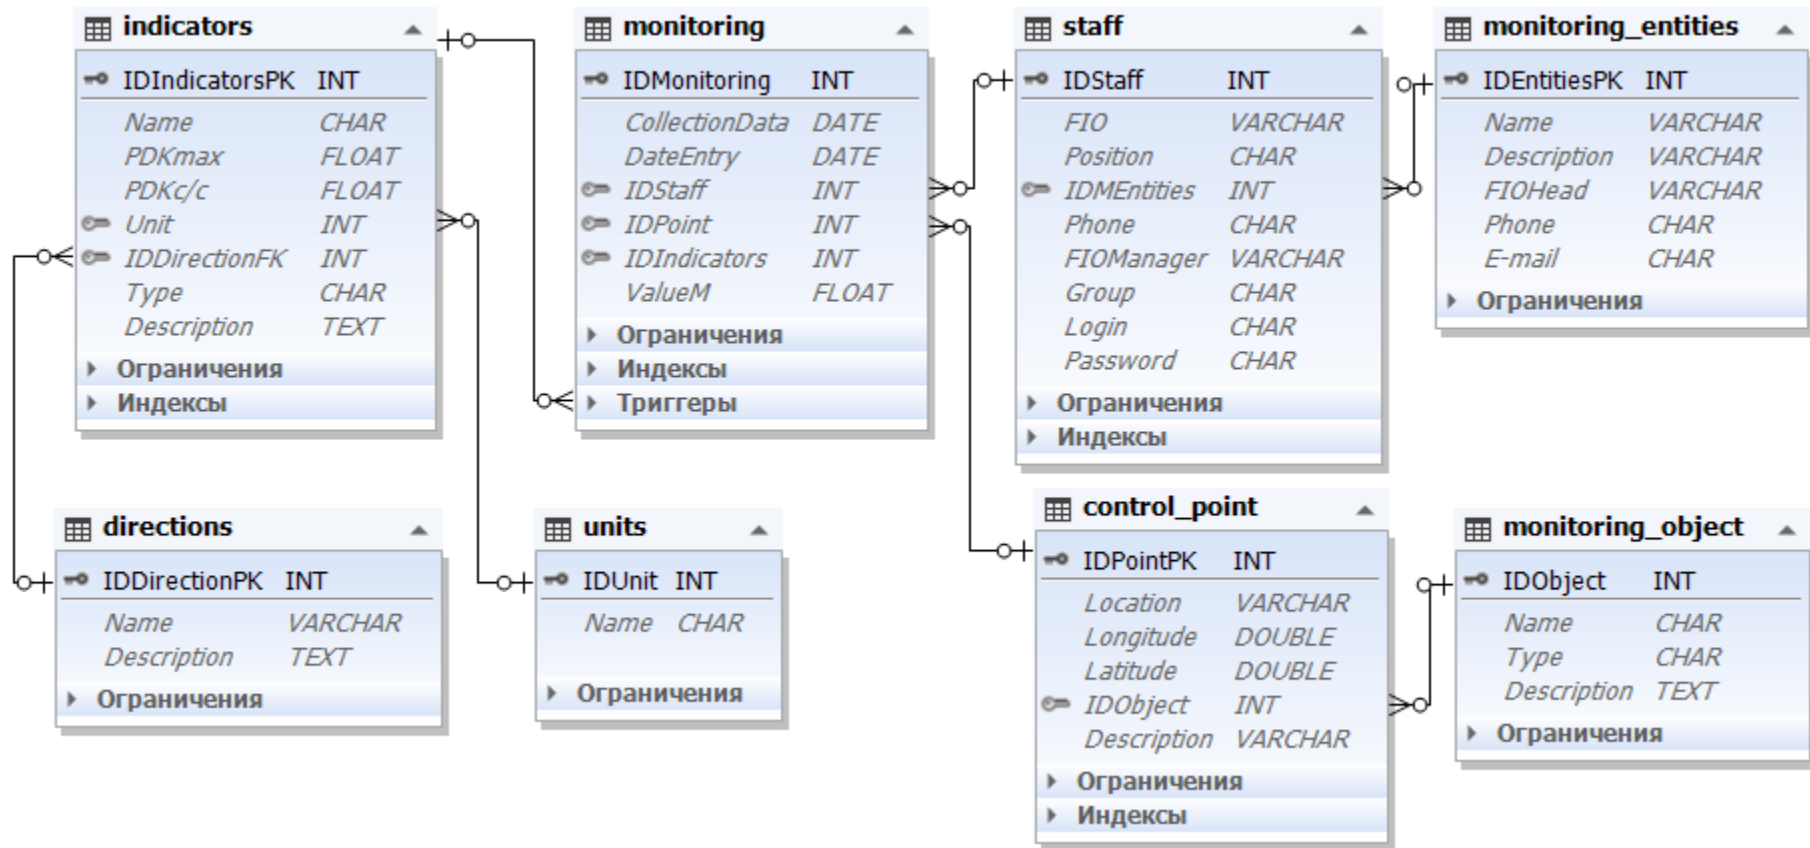 indicators
IDIndicatorsPK INT
Name CHAR
PDKmax FLOAT
PDKc/c FLOAT
Unit INT
IDDirectionFK INT
Type CHAR
Description TEXT
Ограничения
Индексы
monitoring
IDMonitoring INT
CollectionData DATE
DateEntry DATE
IDStaff INT
IDPoint INT
IDIndicators INT
ValueM FLOAT
Ограничения
Индексы
Триггеры
staff
IDStaff INT
FIO VARCHAR
Position CHAR
IDMEntities INT
Phone CHAR
FIOManager VARCHAR
Group CHAR
Login CHAR
Password CHAR
Ограничения
Индексы
monitoring_entities
IDEntitiesPK INT
Name VARCHAR
Description VARCHAR
FIOHead VARCHAR
Phone CHAR
E-mail CHAR
Ограничения
directions
IDDirectionPK INT
Name VARCHAR
Description TEXT
Ограничения
units
IDUnit INT
Name CHAR
Ограничения
control_point
IDPointPK INT
Location VARCHAR
Longitude DOUBLE
Latitude DOUBLE
IDObject INT
Description VARCHAR
Ограничения
Индексы
monitoring_object
IDObject INT
Name CHAR
Type CHAR
Description TEXT
Ограничения